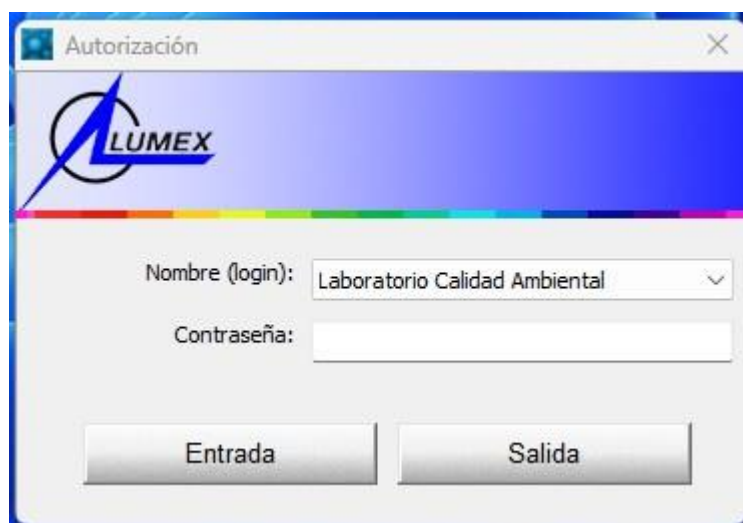 Autorización
LUMEX
Nombre (login): Laboratorio Calidad Ambiental
Contraseña:
Entrada Salida